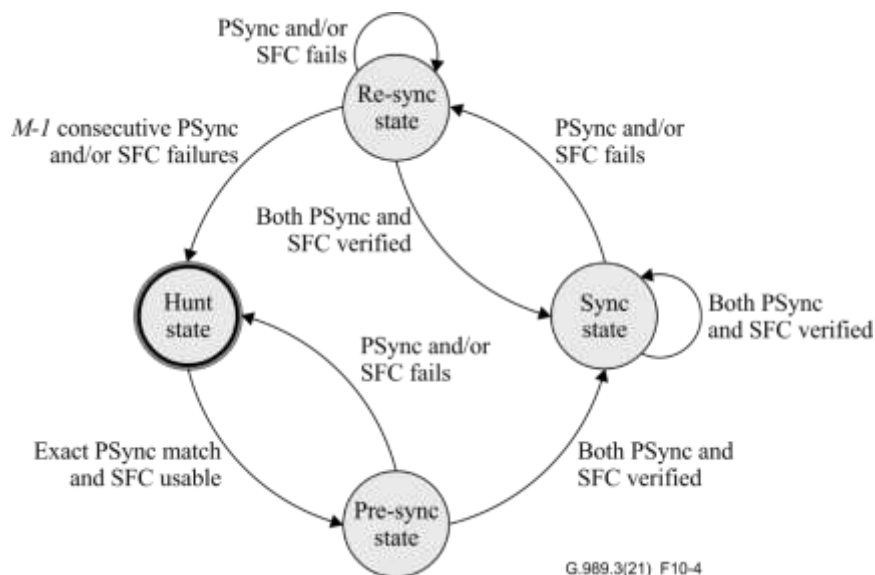 PSync and/or
SFC fails
Re-sync
state
M-1 consecutive PSync
and/or SFC failures
PSync and/or
SFC fails
Both PSync and
SFC verified
Hunt
state
Sync
state
Both PSync
and SFC verified
PSync and/or
SFC fails
Exact PSync match
and SFC usable
Both PSync and
SFC verified
Pre-sync
state
G.989.3(21)_F10-4